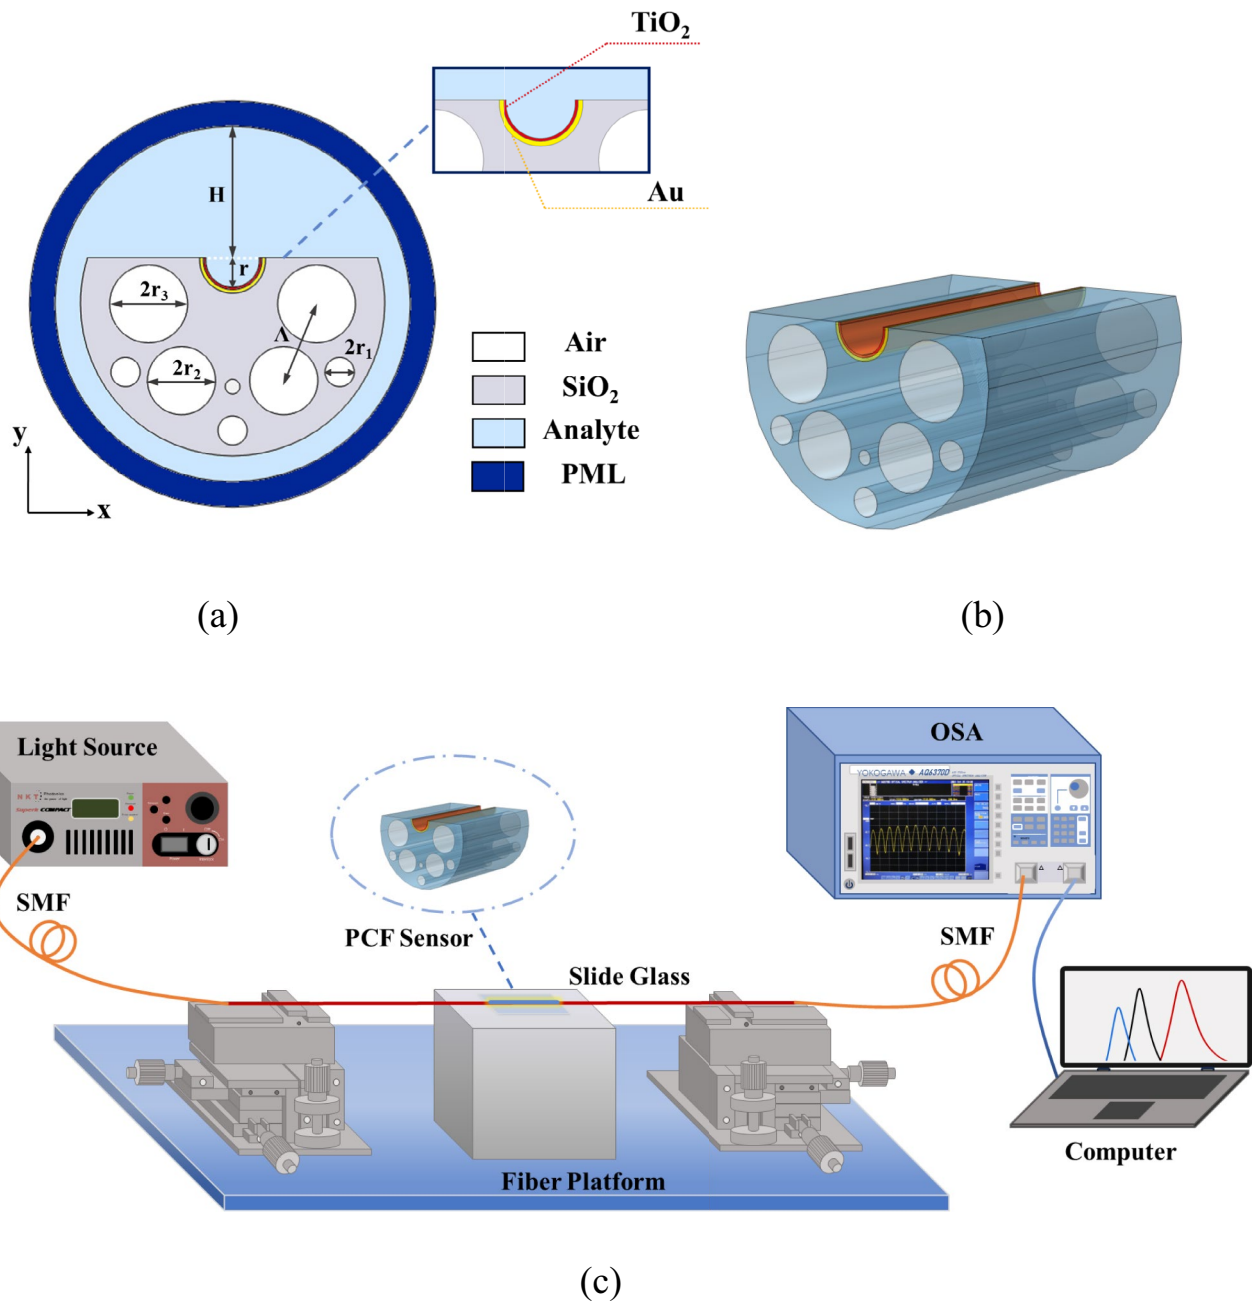 TiO₂
H
Au
r
2r₃
Λ
2r₁
2r₂
Air
SiO₂
Analyte
PML
y
x
(a)
(b)
Light Source
OSA
YOKOGAWA AQ6370D
COMPACT
SMF
PCF Sensor
SMF
Slide Glass
Fiber Platform
Computer
(c)